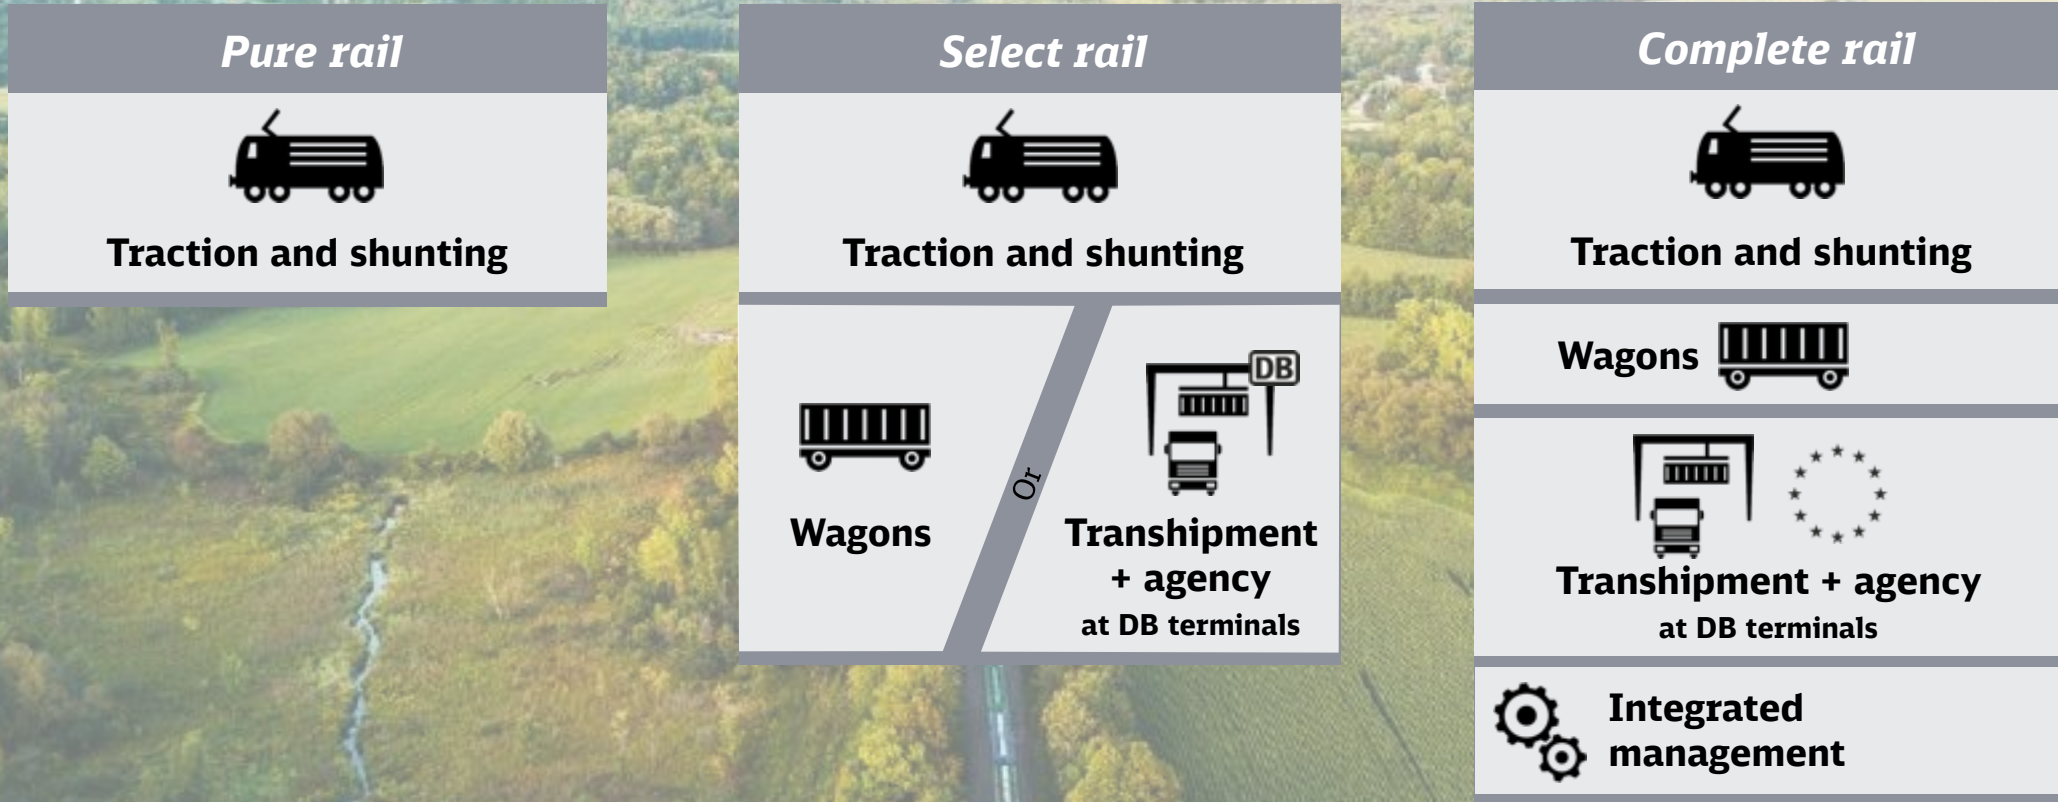 Pure rail
Traction and shunting
Select rail
Traction and shunting
Wagons
Or
DB
Transhipment
+ agency
at DB terminals
Complete rail
Traction and shunting
Wagons
Transhipment + agency
at DB terminals
Integrated
management